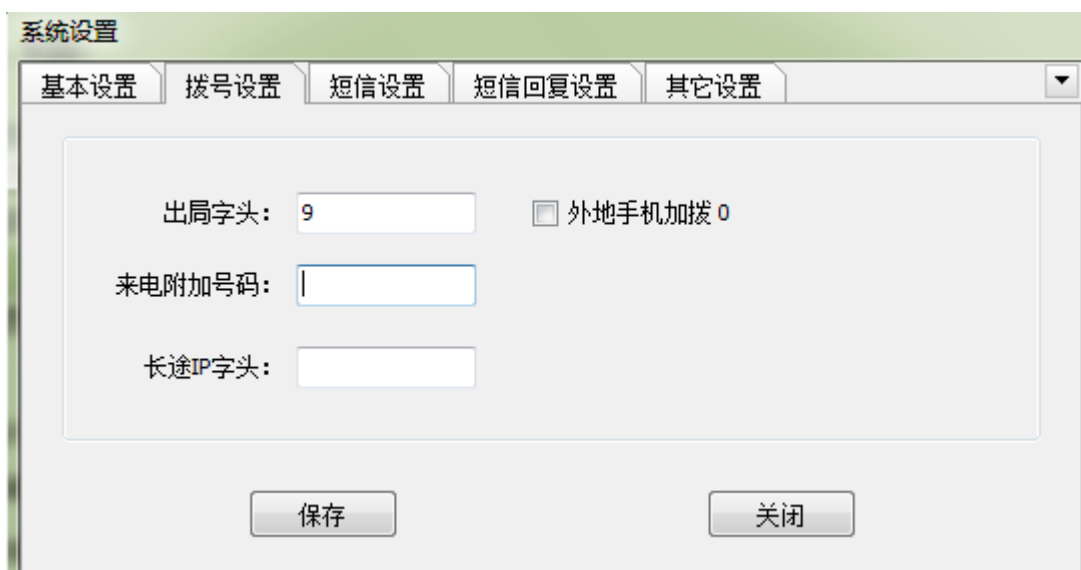 系统设置
基本设置 拨号设置 短信设置 短信回复设置 其它设置
出局字头： 9 外地手机加拨 0
来电附加号码：
长途IP字头：
保存 关闭